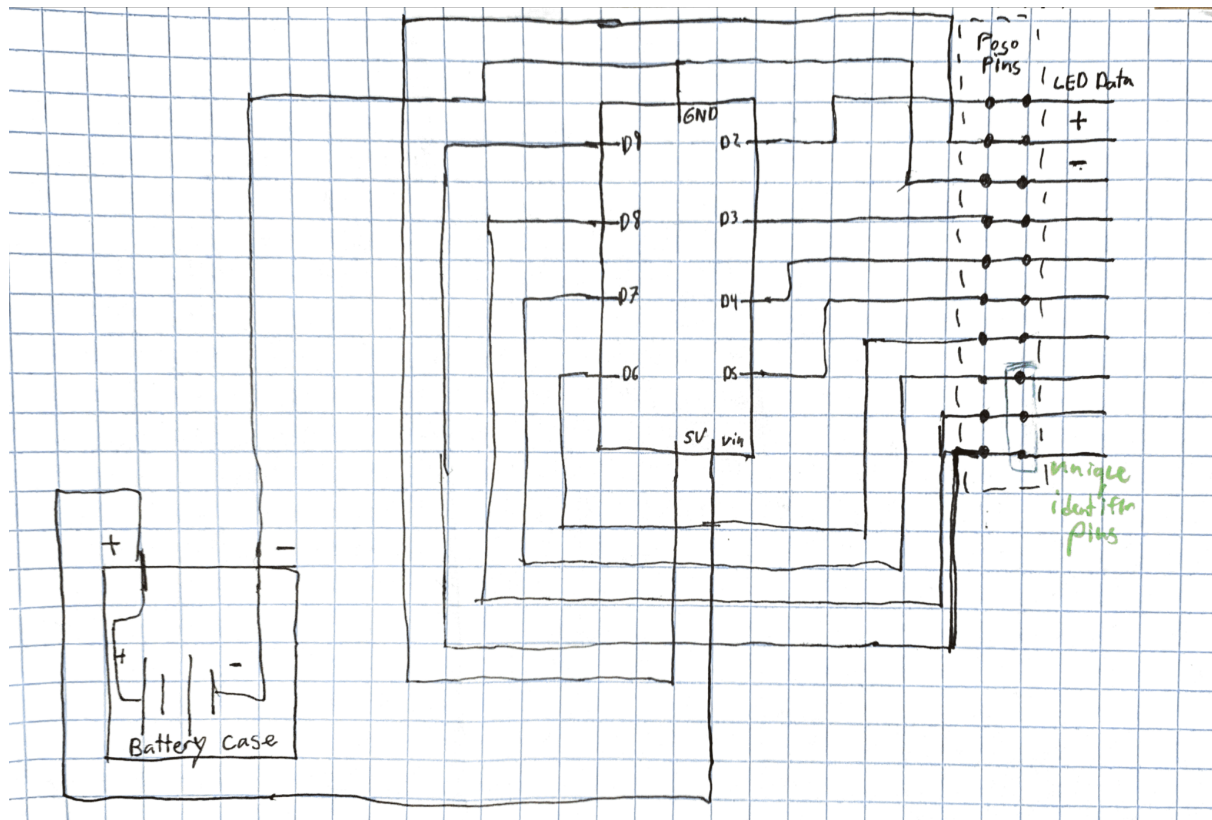 Pogo
Pins
LED Data
+
-
GND
D9
D2
D8
D3
D7
D4
D6
D5
5V
Vin
Unique
identifin
Pins
+
-
+
-
Battery Case